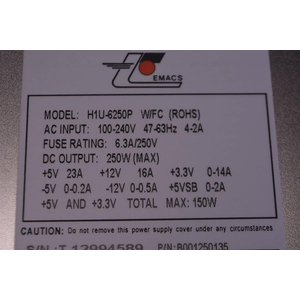 EMACS
MODEL: H1U-6250P W/FC (ROHS)
AC INPUT: 100-240V 47-63Hz 4-2A
FUSE RATING: 6.3A/250V
DC OUTPUT: 250W(MAX)
+5V 23A +12V 16A +3.3V 0-14A
-5V 0-0.2A -12V 0-0.5A +5VSB 0-2A
+5V AND +3.3V TOTAL MAX: 150W
CAUTION: Do not remove this power supply cover under any circumstances
S/N: T 12994589 P/N: B001250135